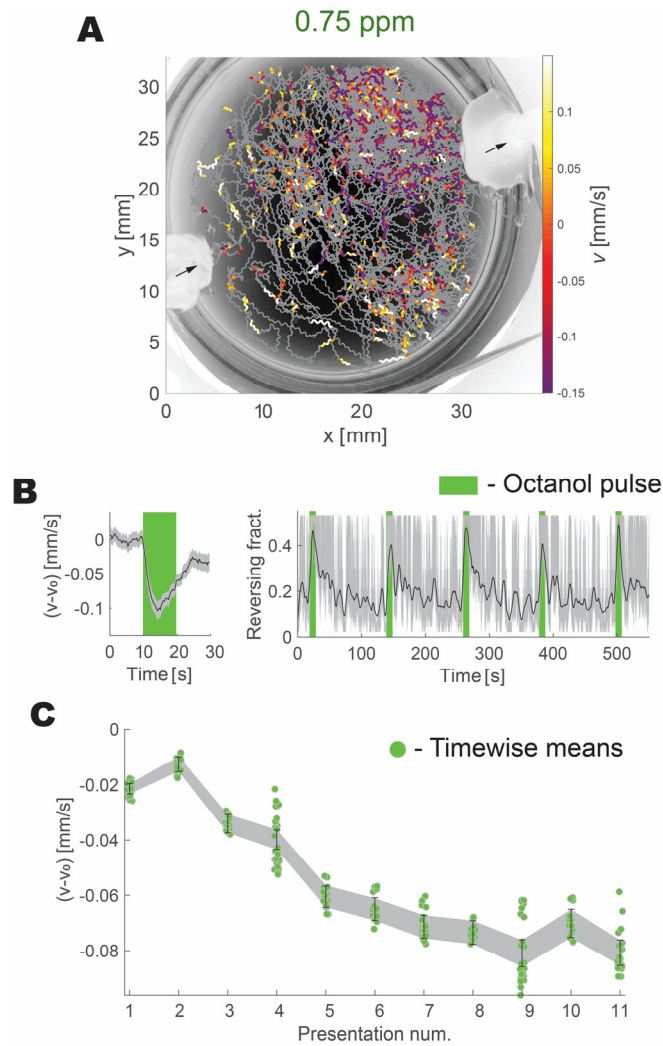 0.75 ppm
A
30
25
20
15
10
5
0
y [mm]
0 10 20 30
x [mm]
0.1
0.05
0
-0.05
-0.1
-0.15
v [mm/s]
B
- Octanol pulse
(v-v₀) [mm/s]
0
-0.05
-0.1
0 10 20 30
Time [s]
Reversing fract.
0.4
0.2
0
0 100 200 300 400 500
Time [s]
C
- Timewise means
(v-v₀) [mm/s]
0
-0.02
-0.04
-0.06
-0.08
1 2 3 4 5 6 7 8 9 10 11
Presentation num.